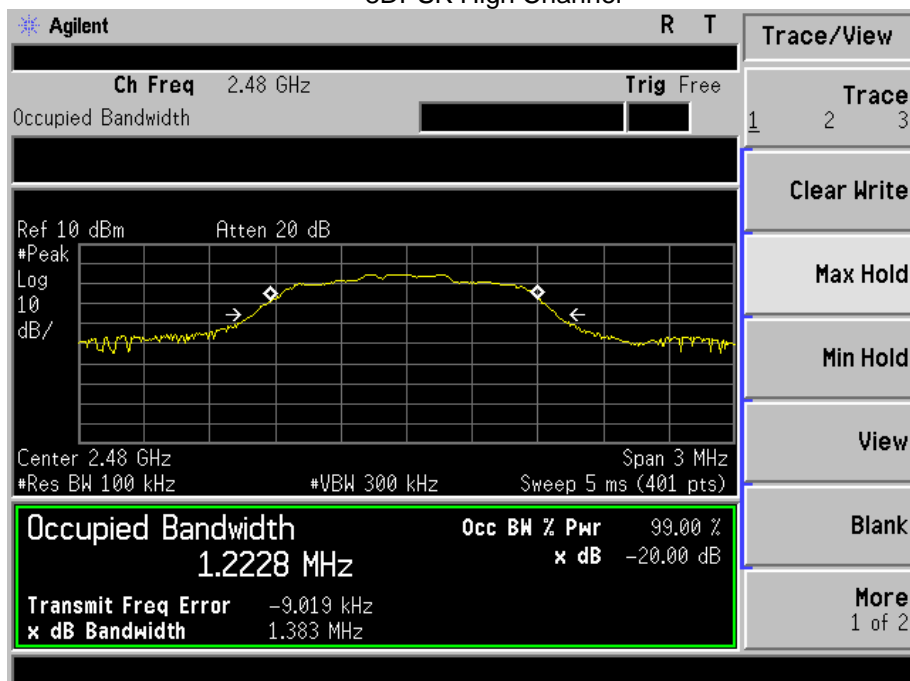 Agilent R T
Trace/View
Ch Freq 2.48 GHz Trig Free
Occupied Bandwidth
Trace
1 2 3
Clear Write
Ref 10 dBm Atten 20 dB
#Peak
Log
10
dB/
Max Hold
Min Hold
View
Center 2.48 GHz Span 3 MHz
#Res BW 100 kHz #VBW 300 kHz Sweep 5 ms (401 pts)
Occupied Bandwidth Occ BW % Pwr 99.00 %
1.2228 MHz x dB -20.00 dB
Blank
Transmit Freq Error -9.019 kHz
x dB Bandwidth 1.383 MHz
More
1 of 2